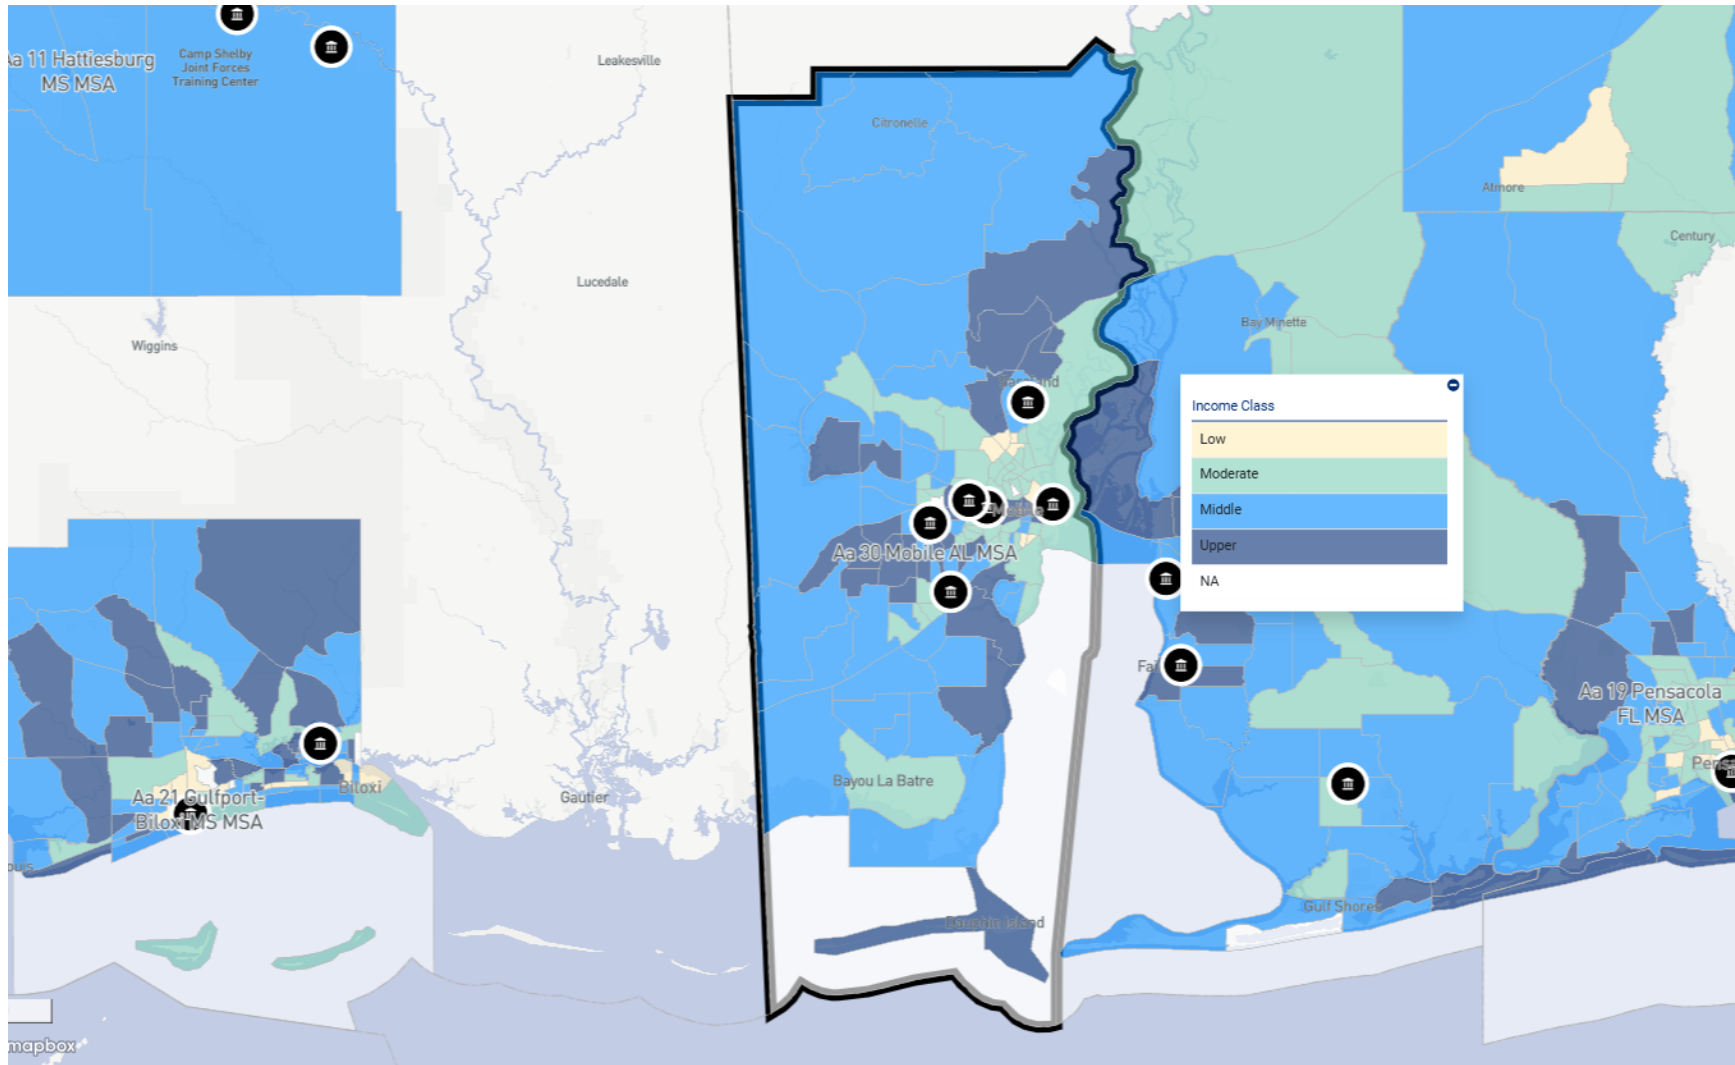 Aa 11 Hattiesburg
MS MSA
Camp Shelby
Joint Forces
Training Center
Leakesville
Citronelle
Atmore
Century
Lucedale
Bay Minette
Wiggins
Income Class
Low
Moderate
Middle
Upper
NA
Aa 30 Mobile AL MSA
Aa 19 Pensacola
FL MSA
Bayou La Batre
Biloxi
Gautier
Aa 21 Gulfport-
Biloxi MS MSA
Gulf Shores
Dauphin Island
mapbox